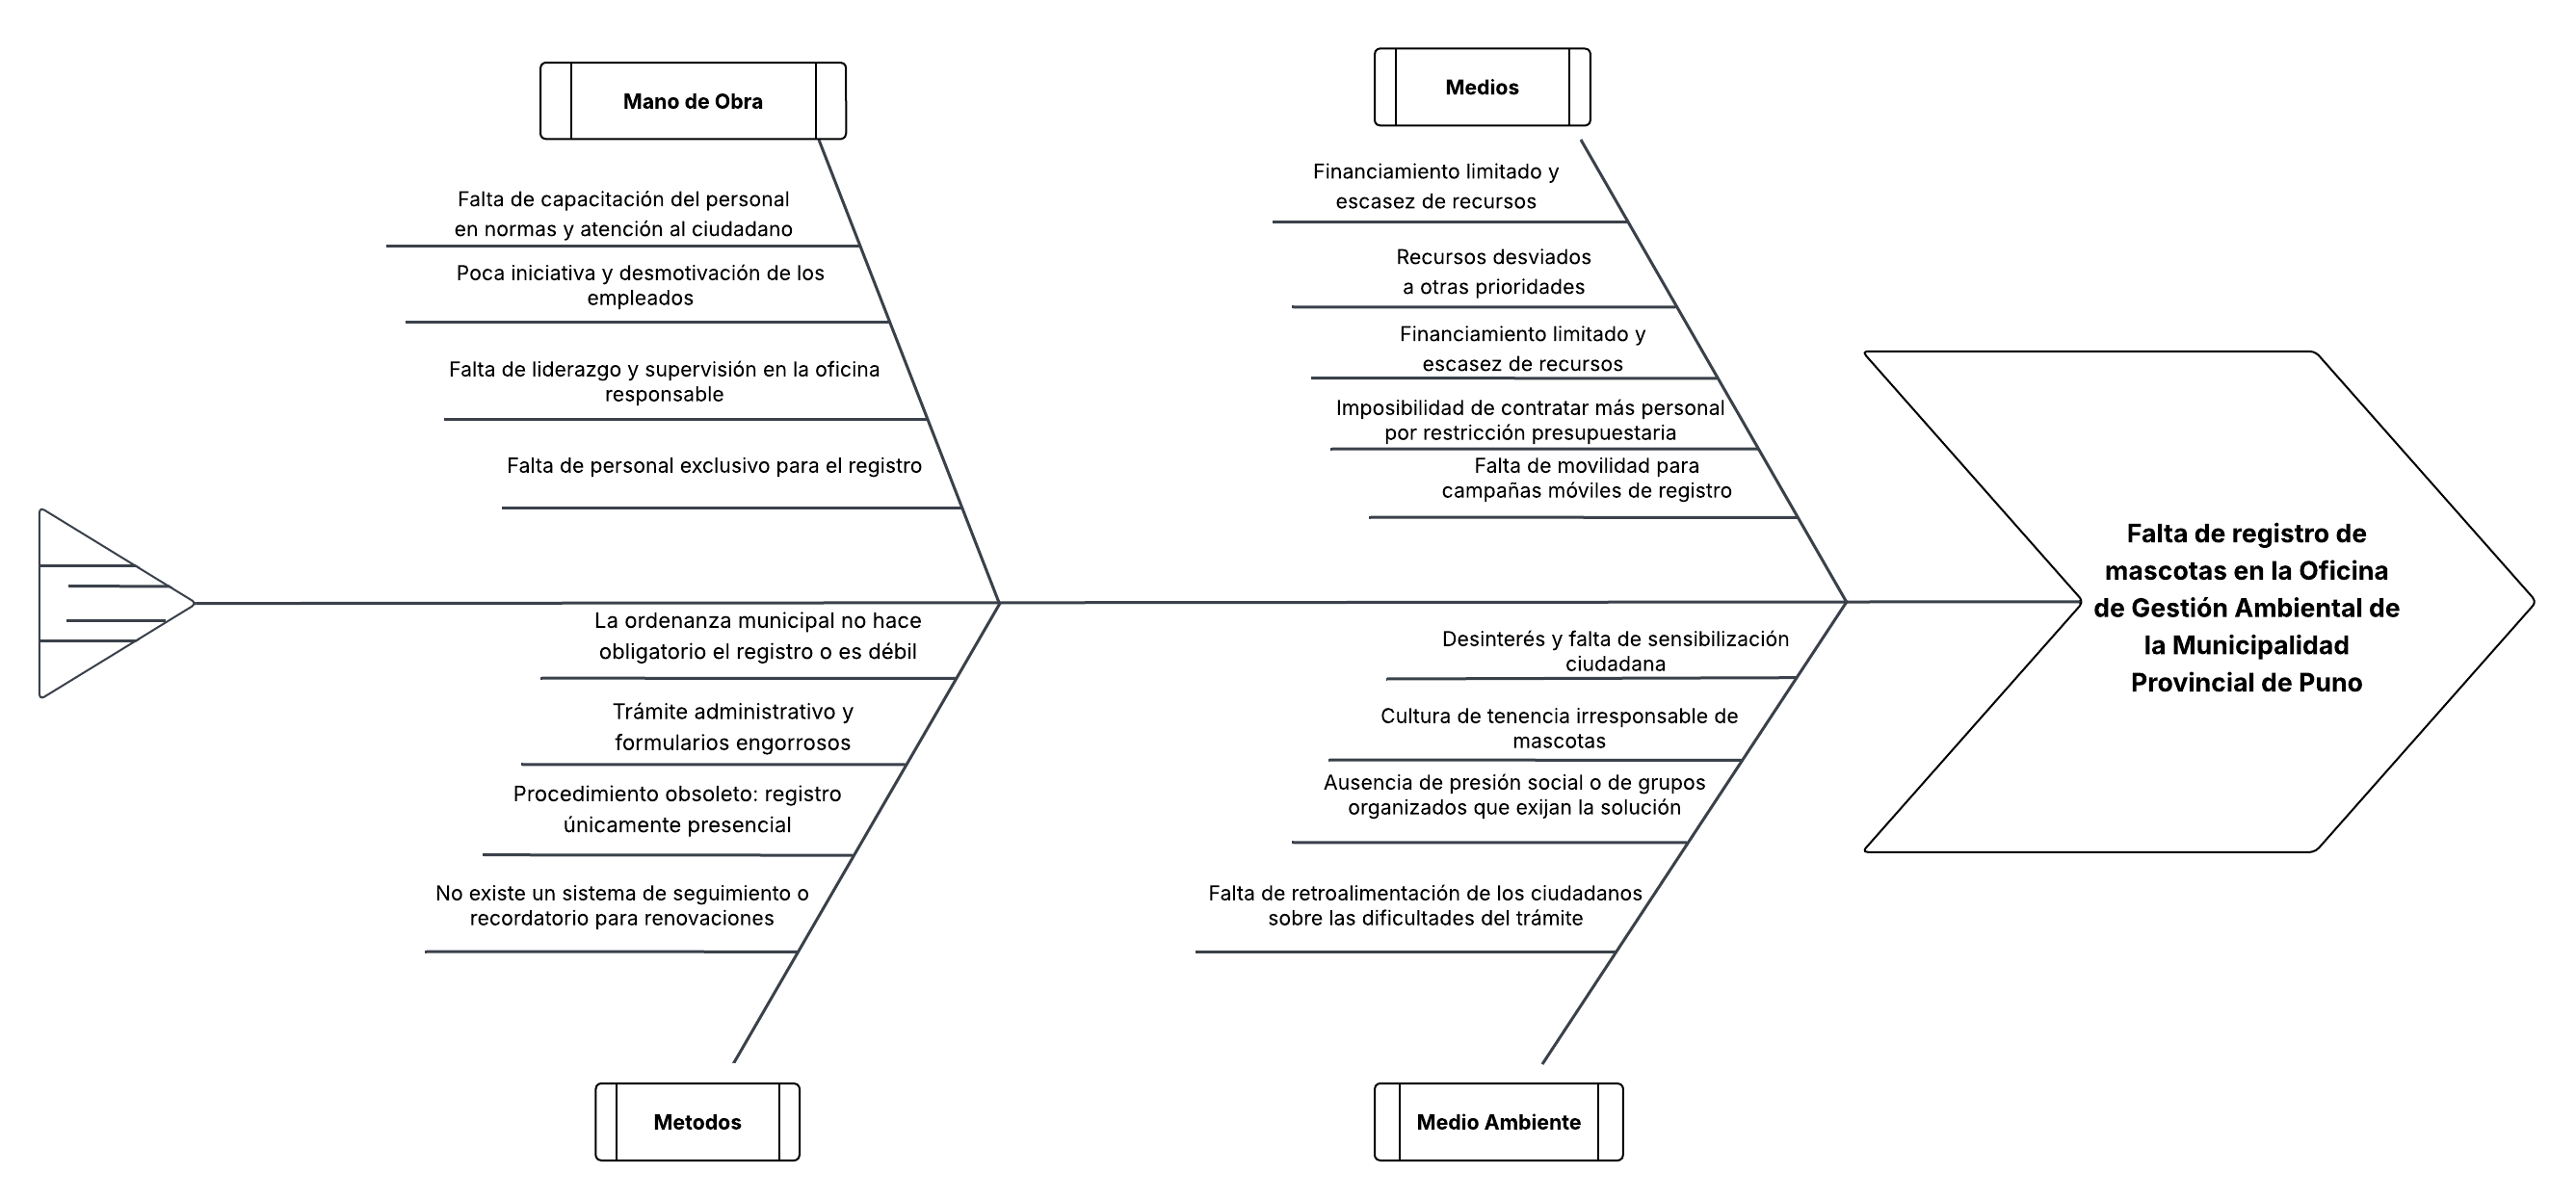 Mano de Obra
Falta de capacitación del personal
en normas y atención al ciudadano
Poca iniciativa y desmotivación de los
empleados
Falta de liderazgo y supervisión en la oficina
responsable
Falta de personal exclusivo para el registro
Medios
Financiamiento limitado y
escasez de recursos
Recursos desviados
a otras prioridades
Financiamiento limitado y
escasez de recursos
Imposibilidad de contratar más personal
por restricción presupuestaria
Falta de movilidad para
campañas móviles de registro
La ordenanza municipal no hace
obligatorio el registro o es débil
Trámite administrativo y
formularios engorrosos
Procedimiento obsoleto: registro
únicamente presencial
No existe un sistema de seguimiento o
recordatorio para renovaciones
Metodos
Desinterés y falta de sensibilización
ciudadana
Cultura de tenencia irresponsable de
mascotas
Ausencia de presión social o de grupos
organizados que exijan la solución
Falta de retroalimentación de los ciudadanos
sobre las dificultades del trámite
Medio Ambiente
Falta de registro de
mascotas en la Oficina
de Gestión Ambiental de
la Municipalidad
Provincial de Puno